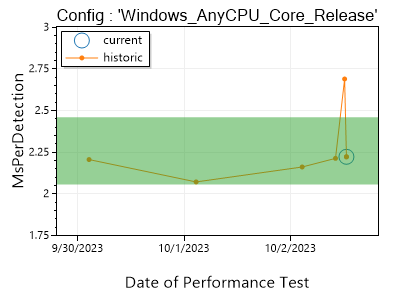 Config : 'Windows_AnyCPU_Core_Release'
current
historic
3
2.75
2.5
2.25
2
1.75
MsPerDetection
9/30/2023
10/1/2023
10/2/2023
Date of Performance Test